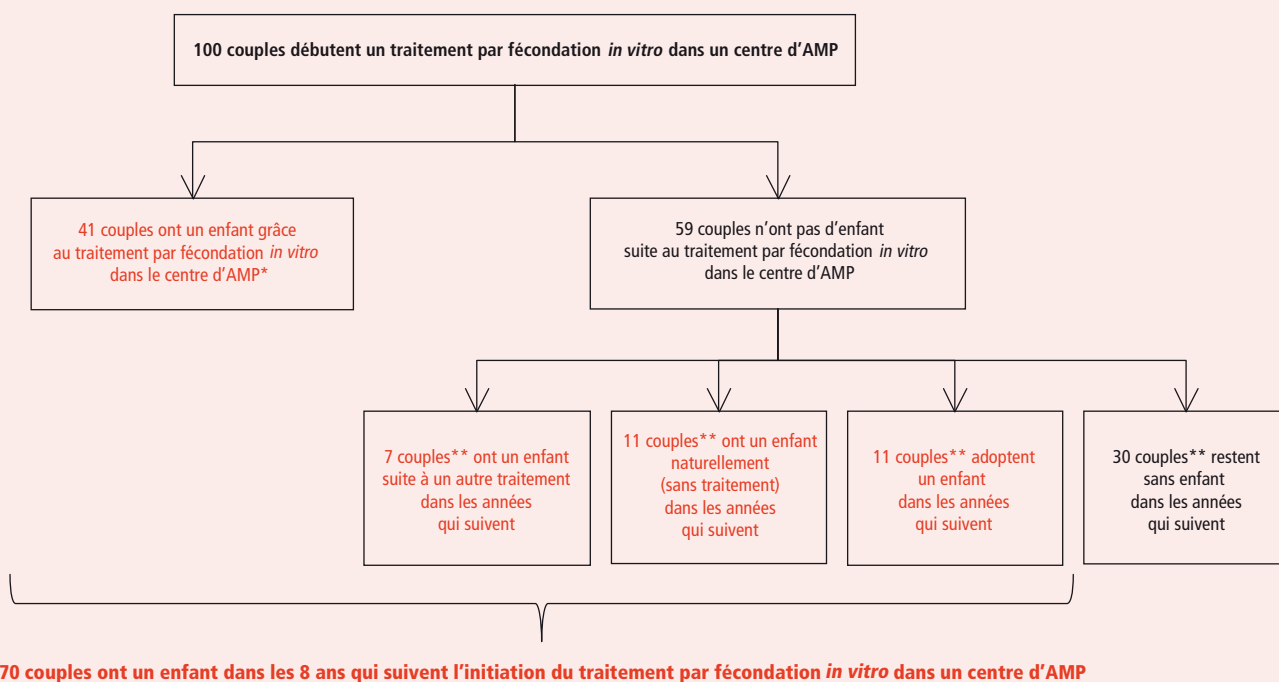 100 couples débutent un traitement par fécondation in vitro dans un centre d'AMP
41 couples ont un enfant grâce
au traitement par fécondation in vitro
dans le centre d'AMP*
59 couples n'ont pas d'enfant
suite au traitement par fécondation in vitro
dans le centre d'AMP
7 couples** ont un enfant
suite à un autre traitement
dans les années
qui suivent
11 couples** ont un enfant
naturellement
(sans traitement)
dans les années
qui suivent
11 couples** adoptent
un enfant
dans les années
qui suivent
30 couples** restent
sans enfant
dans les années
qui suivent
70 couples ont un enfant dans les 8 ans qui suivent l'initiation du traitement par fécondation in vitro dans un centre d'AMP